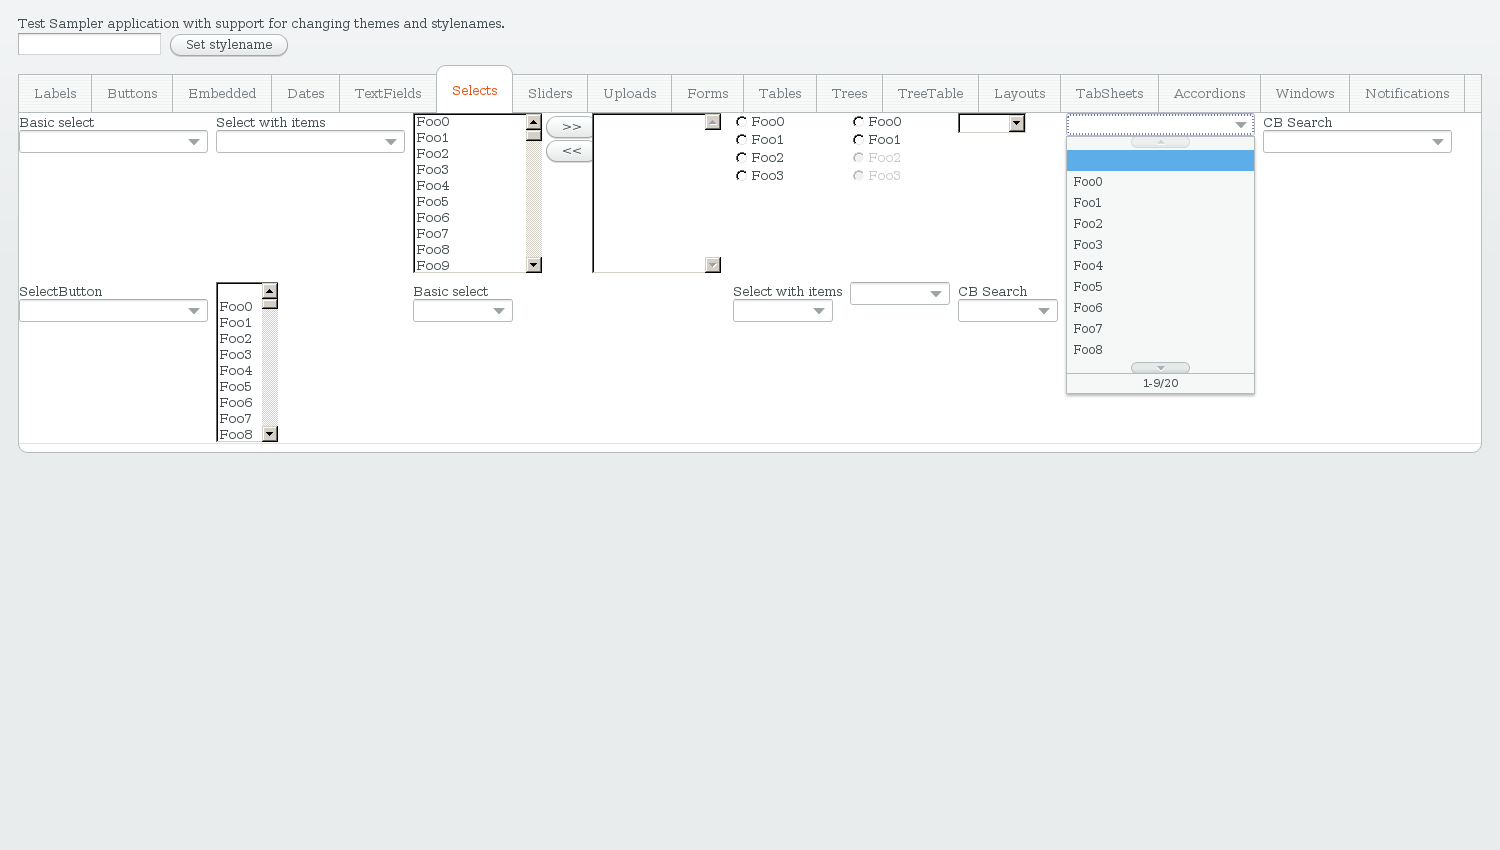 Test Sampler application with support for changing themes and stylenames.
Set stylename
Labels
Buttons
Embedded
Dates
TextFields
Selects
Sliders
Uploads
Forms
Tables
Trees
TreeTable
Layouts
TabSheets
Accordions
Windows
Notifications
Basic select
Select with items
Foo0
Foo1
Foo2
Foo3
Foo4
Foo5
Foo6
Foo7
Foo8
Foo9
>>
<<
Foo0
Foo1
Foo2
Foo3
Foo0
Foo1
Foo2
Foo3
Foo0
Foo1
Foo2
Foo3
Foo4
Foo5
Foo6
Foo7
Foo8
1-9/20
CB Search
SelectButton
Foo0
Foo1
Foo2
Foo3
Foo4
Foo5
Foo6
Foo7
Foo8
Basic select
Select with items
CB Search